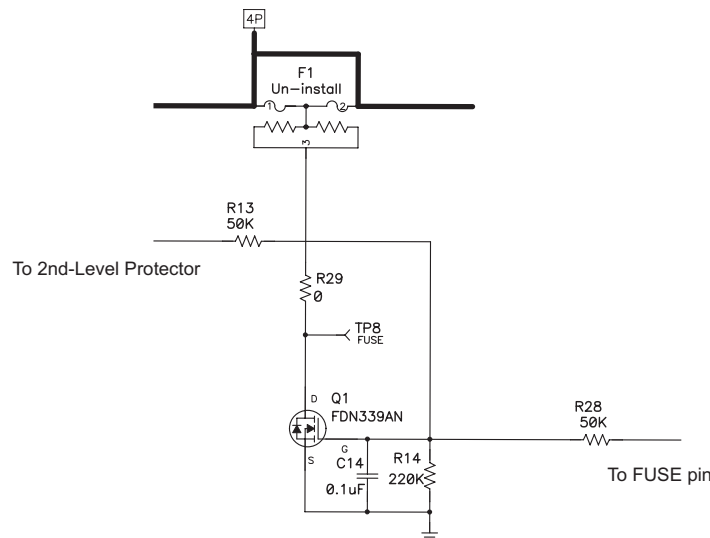 4P
F1
Un-install
1
2
3
R13
50K
To 2nd-Level Protector
R29
0
TP8
FUSE
D
Q1
FDN339AN
G
S
C14
0.1uF
R14
220K
R28
50K
To FUSE pin